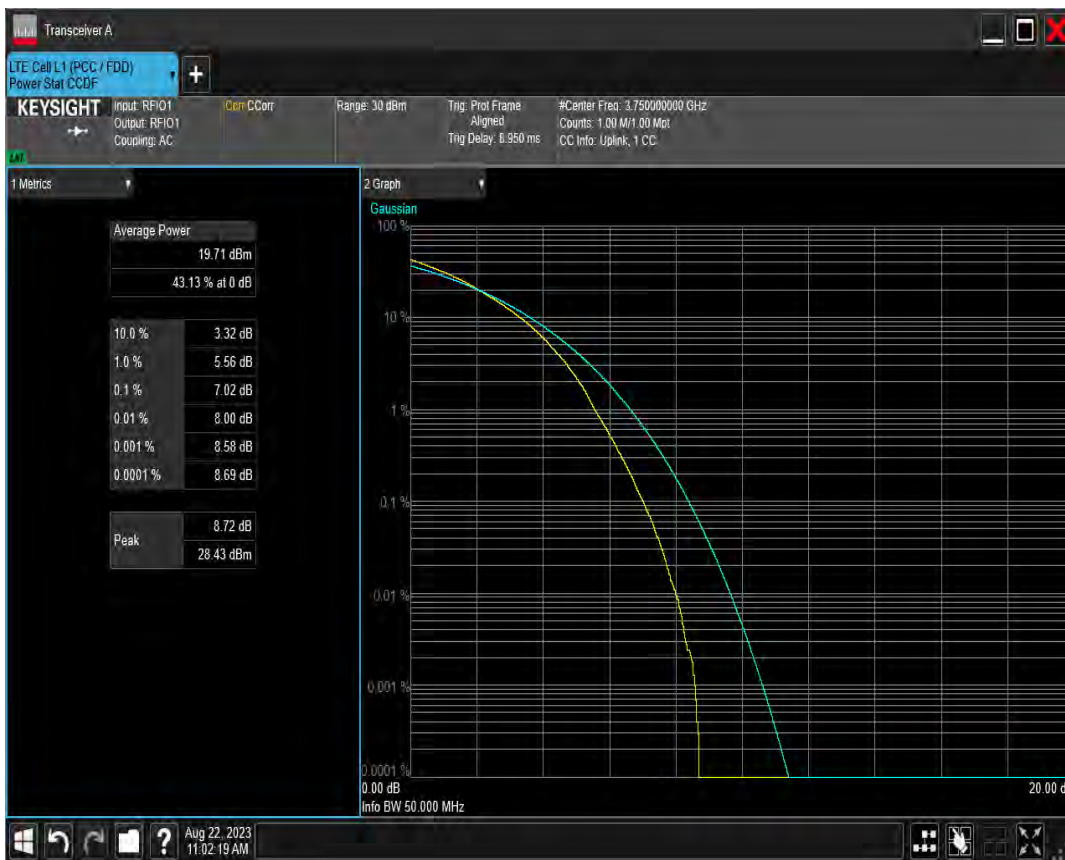 Transceiver A
LTE Cell L1 (PCC / FDD)
Power Stat CCDF
+
KEYSIGHT
Input: RFIO1
Output: RFIO1
Coupling: AC
Corr CCorr
Range: 30 dBm
Trig: Prot Frame
Aligned
Trig Delay: 8.950 ms
#Center Freq: 3.750000000 GHz
Counts: 1.00 M/1.00 Mpt
CC Info: Uplink, 1 CC
1 Metrics
Average Power
19.71 dBm
43.13 % at 0 dB
10.0 % 3.32 dB
1.0 % 5.56 dB
0.1 % 7.02 dB
0.01 % 8.00 dB
0.001 % 8.58 dB
0.0001 % 8.69 dB
Peak
8.72 dB
28.43 dBm
2 Graph
Gaussian
100 %
10 %
1 %
0.1 %
0.01 %
0.001 %
0.0001 %
0.00 dB
20.00 d
Info BW 50.000 MHz
?
Aug 22, 2023
11:02:19 AM